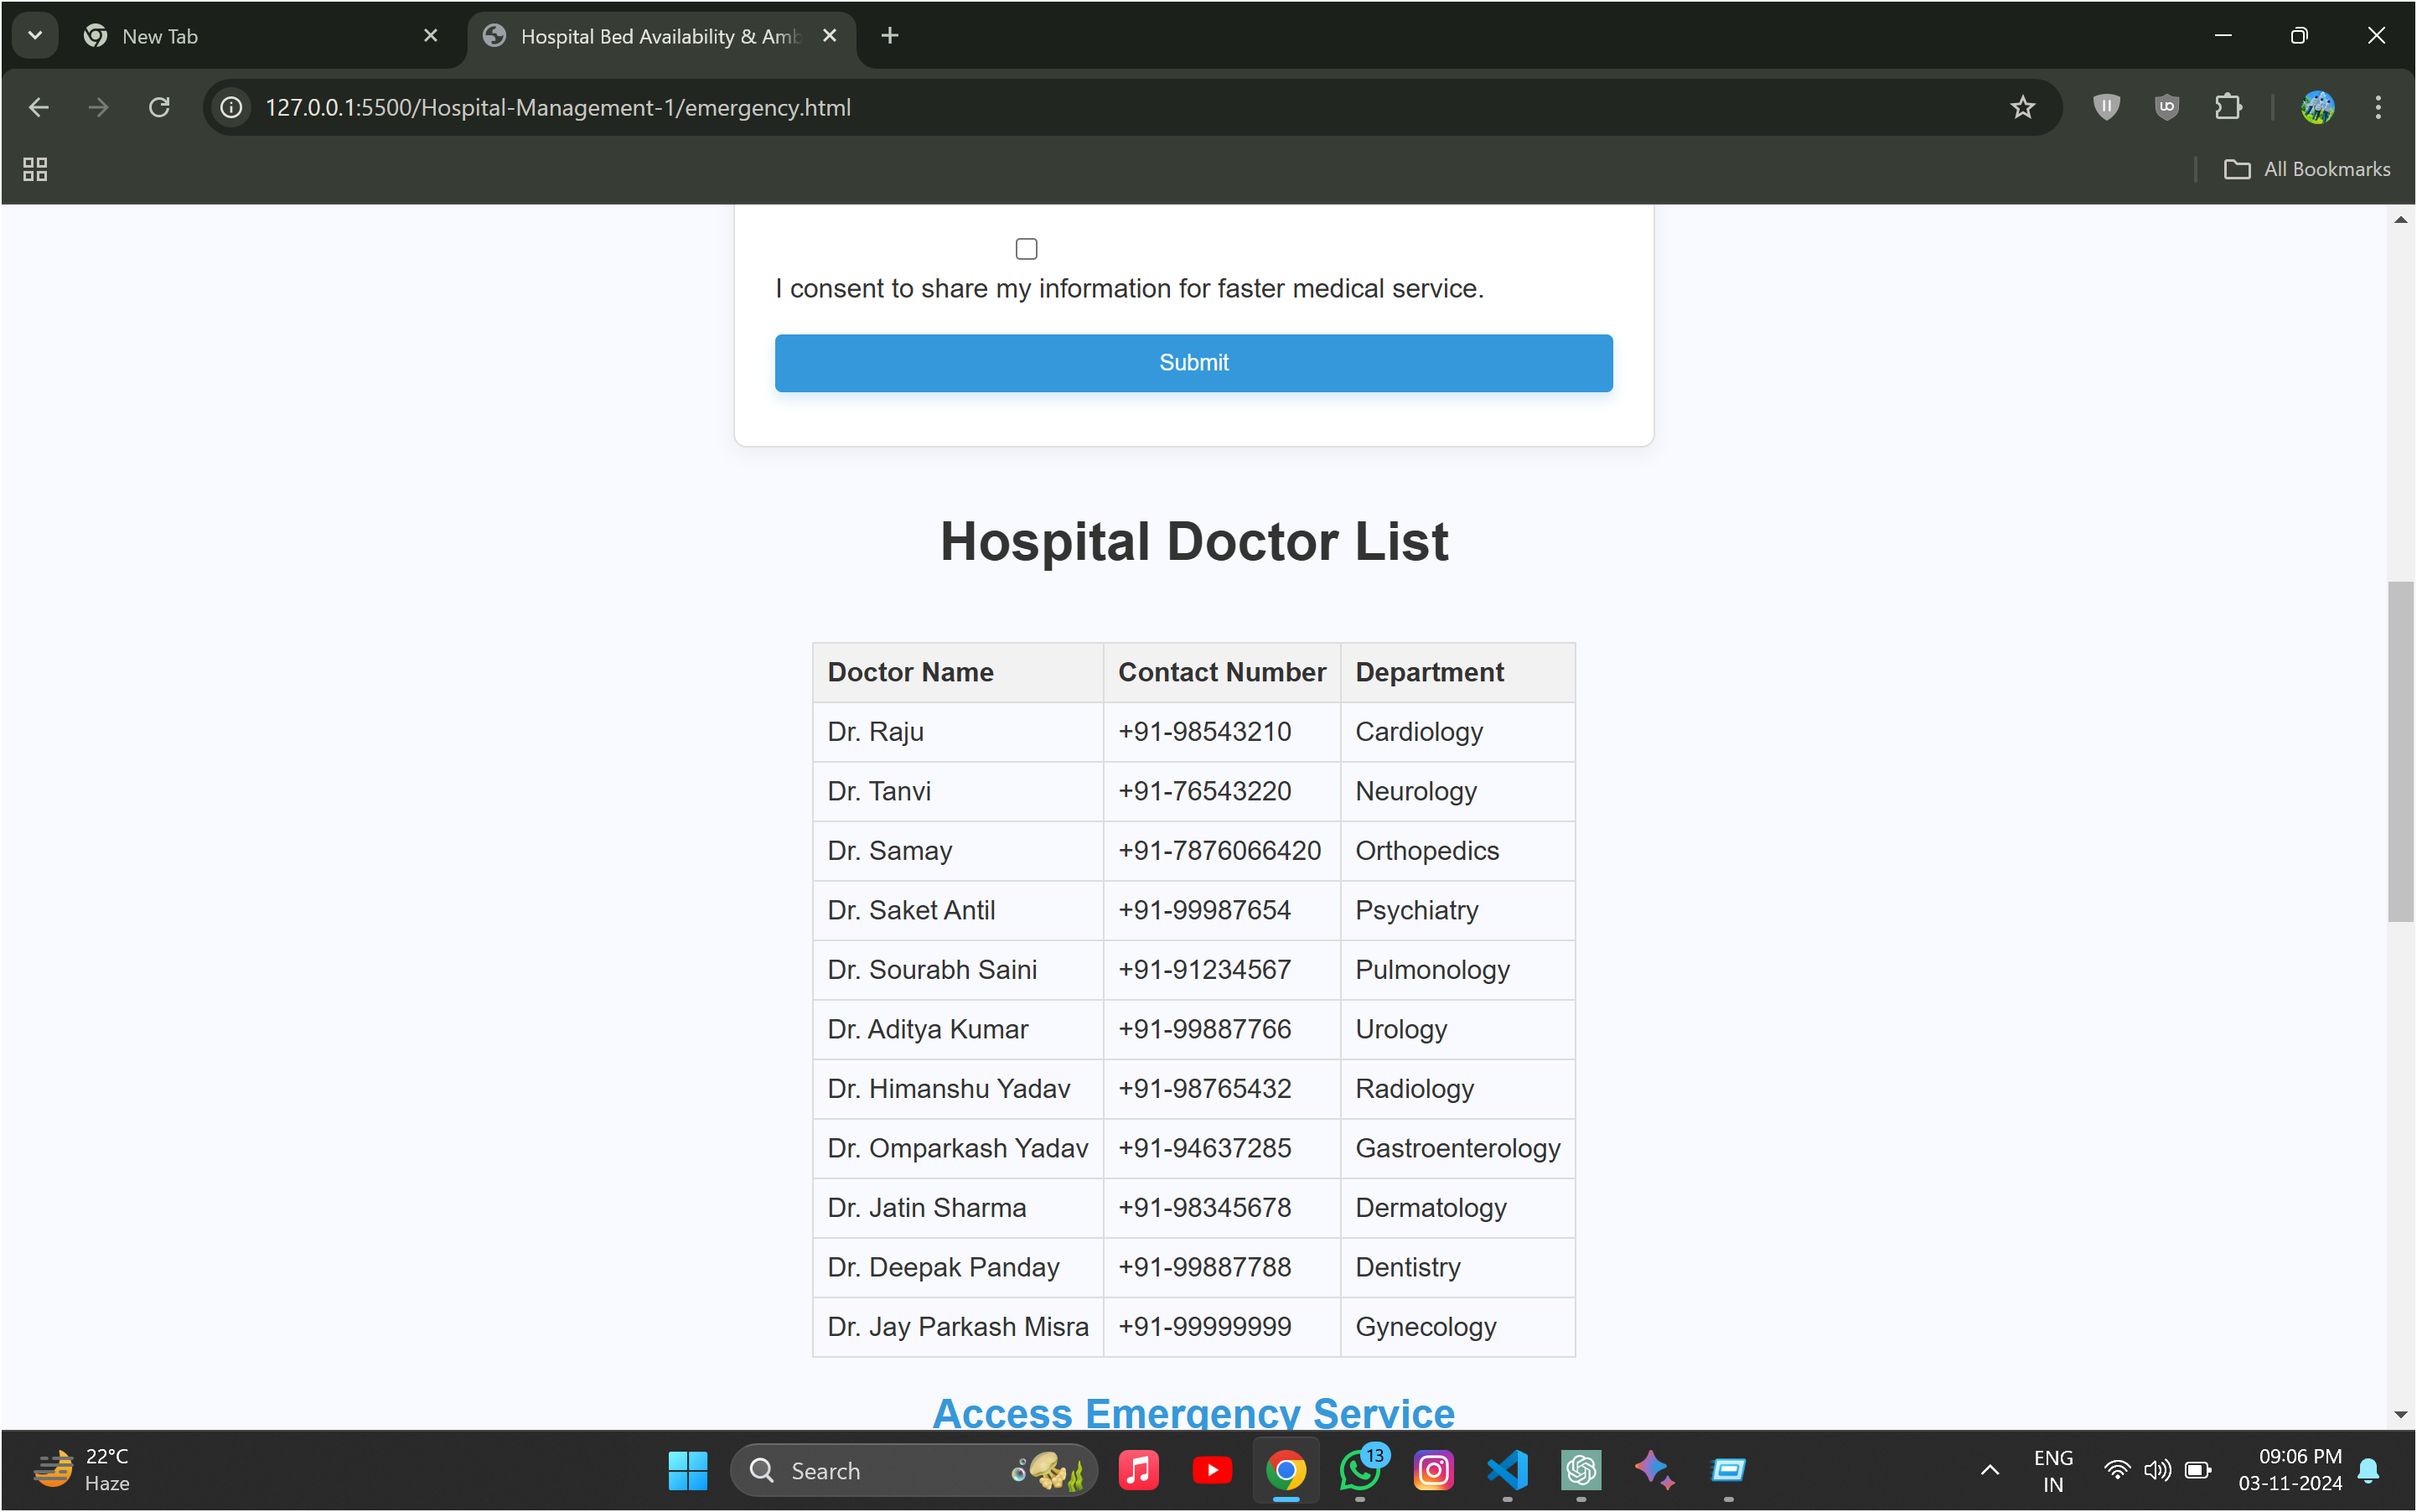 New Tab
Hospital Bed Availability & Amb
127.0.0.1:5500/Hospital-Management-1/emergency.html
All Bookmarks
I consent to share my information for faster medical service.
Submit
Hospital Doctor List
Doctor Name Contact Number Department
Dr. Raju +91-98543210 Cardiology
Dr. Tanvi +91-76543220 Neurology
Dr. Samay +91-7876066420 Orthopedics
Dr. Saket Antil +91-99987654 Psychiatry
Dr. Sourabh Saini +91-91234567 Pulmonology
Dr. Aditya Kumar +91-99887766 Urology
Dr. Himanshu Yadav +91-98765432 Radiology
Dr. Omparkash Yadav +91-94637285 Gastroenterology
Dr. Jatin Sharma +91-98345678 Dermatology
Dr. Deepak Panday +91-99887788 Dentistry
Dr. Jay Parkash Misra +91-99999999 Gynecology
Access Emergency Service
22°C
Haze
Search
13
ENG
IN
09:06 PM
03-11-2024